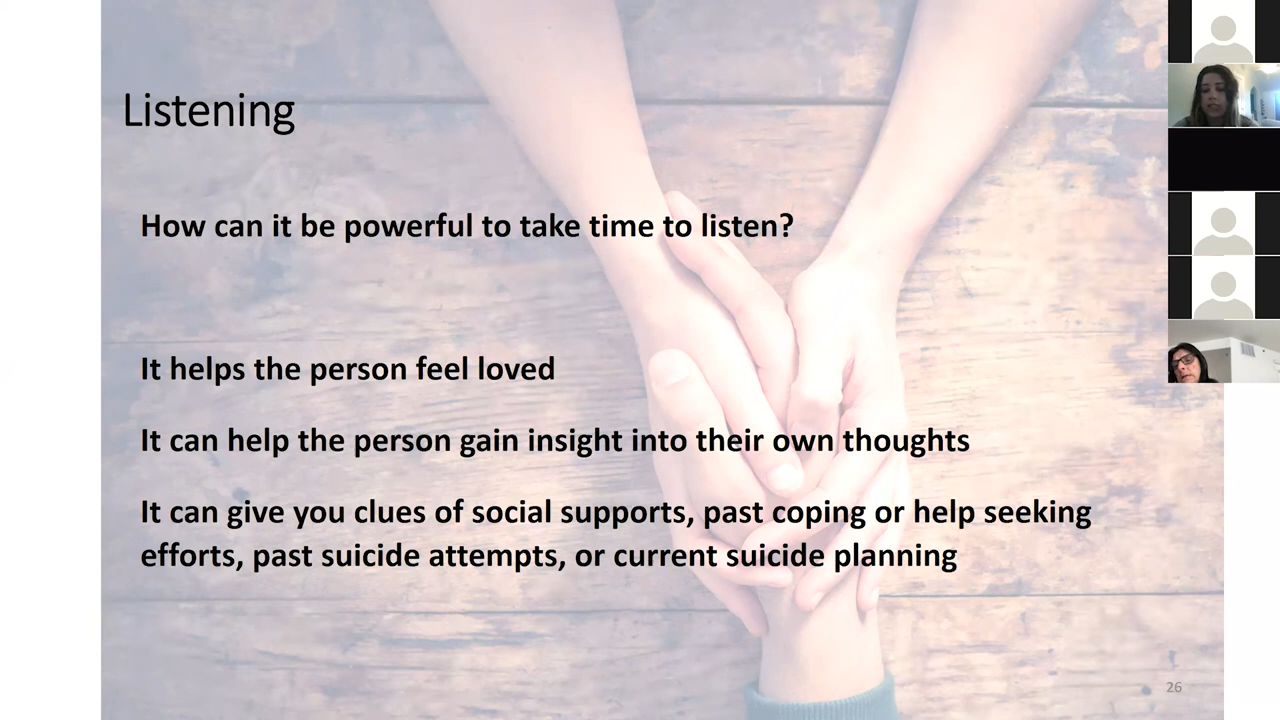 Listening
How can it be powerful to take time to listen?
It helps the person feel loved
It can help the person gain insight into their own thoughts
It can give you clues of social supports, past coping or help seeking
efforts, past suicide attempts, or current suicide planning
26